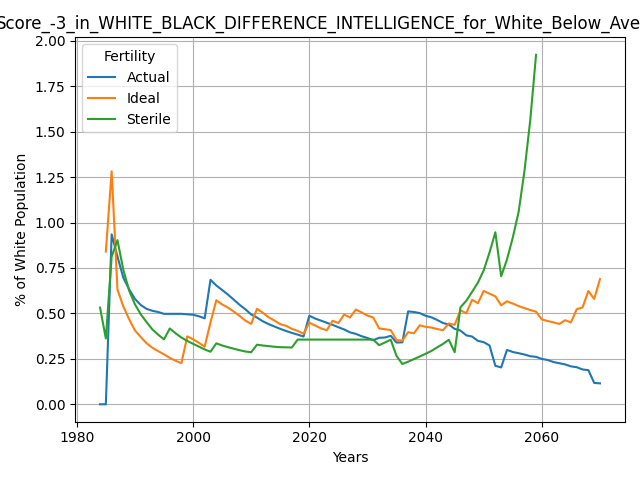 Score_-3_in_WHITE_BLACK_DIFFERENCE_INTELLIGENCE_for_White_Below_Ave
Fertility
Actual
Ideal
Sterile
% of White Population
2.00
1.75
1.50
1.25
1.00
0.75
0.50
0.25
0.00
1980
2000
2020
2040
2060
Years